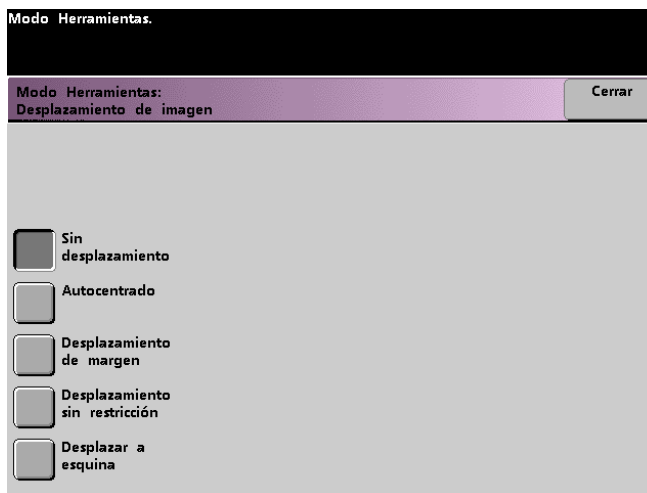 Modo Herramientas.
Modo Herramientas:
Desplazamiento de imagen
Cerrar
Sin
desplazamiento
Autocentrado
Desplazamiento
de margen
Desplazamiento
sin restricción
Desplazar a
esquina